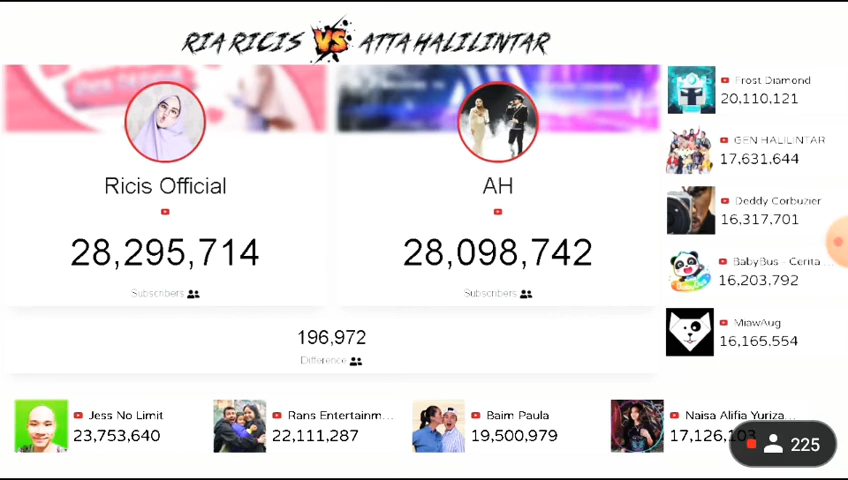 RIA RICIS VS ATTA HALILINTAR
Ricis Official
28,295,714
Subscribers
AH
28,098,742
Subscribers
196,972
Difference
Frost Diamond
20,110,121
GEN HALILINTAR
17,631,644
Deddy Corbuzier
16,317,701
BabyBus - Cerita ...
16,203,792
MiawAug
16,165,554
Jess No Limit
23,753,640
Rans Entertainm...
22,111,287
Baim Paula
19,500,979
Naisa Alifia Yuriza...
17,126,103
225